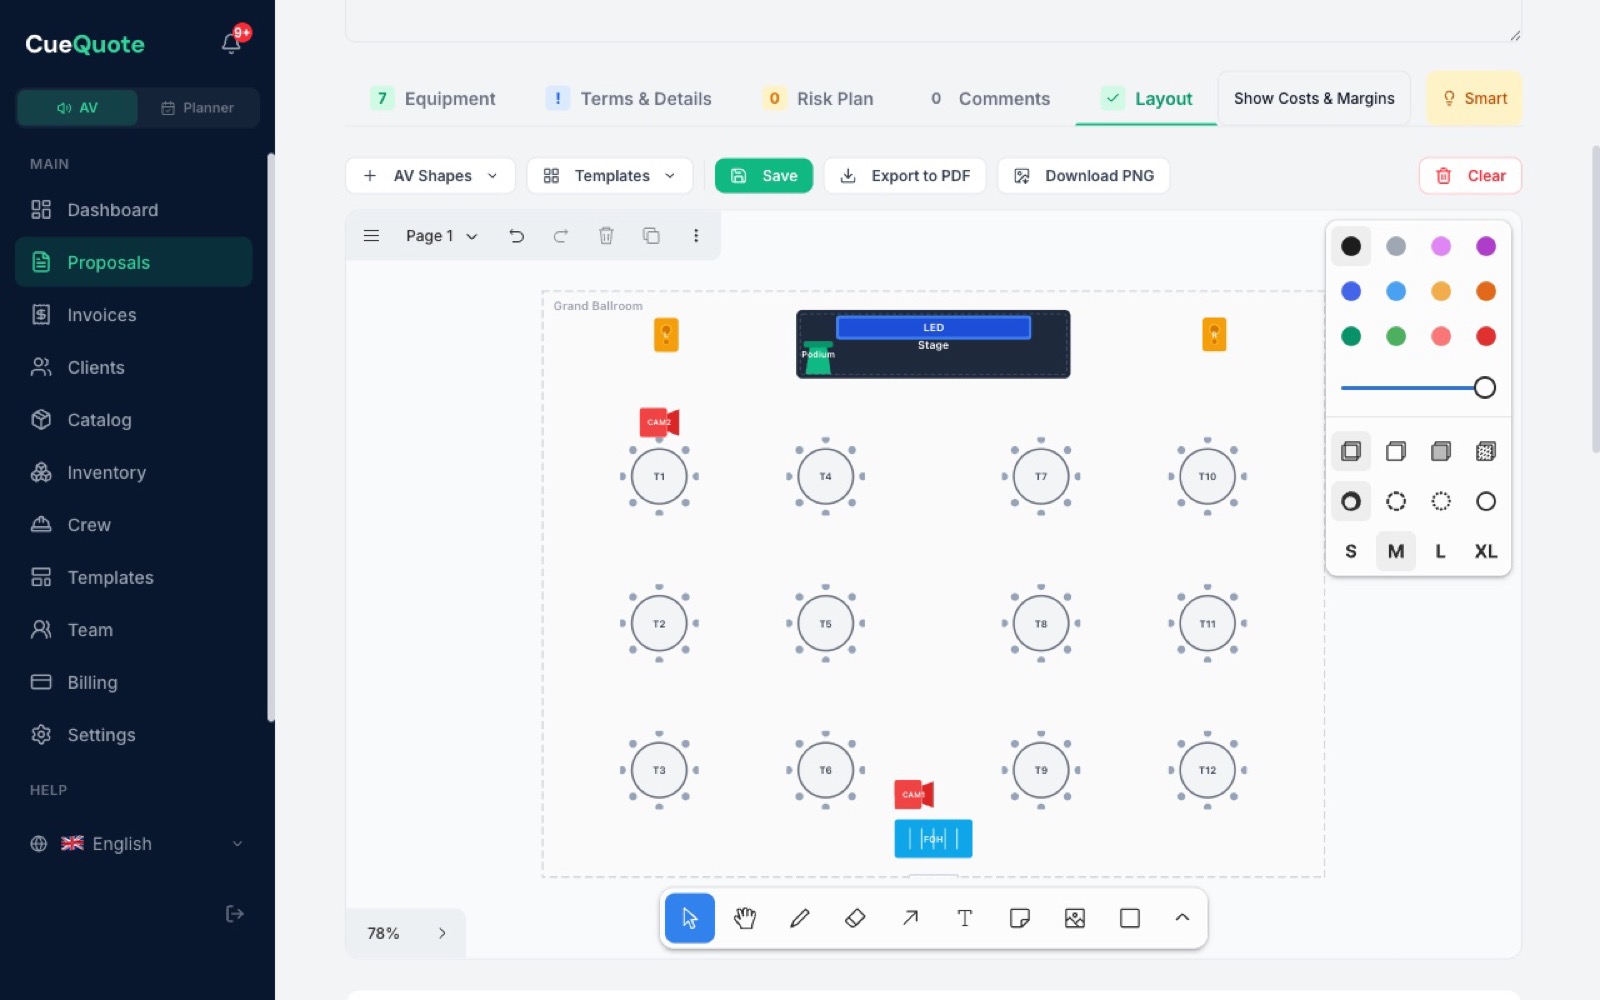 CueQuote
9+
AV
Planner
MAIN
Dashboard
Proposals
Invoices
Clients
Catalog
Inventory
Crew
Templates
Team
Billing
Settings
HELP
English
7 Equipment
! Terms & Details
0 Risk Plan
0 Comments
Layout
Show Costs & Margins
Smart
AV Shapes
Templates
Save
Export to PDF
Download PNG
Clear
Page 1
Grand Ballroom
LED
Stage
Podium
CAM2
T1
T4
T7
T10
T2
T5
T8
T11
T3
T6
T9
T12
CAM1
FOH
S
M
L
XL
78%
T